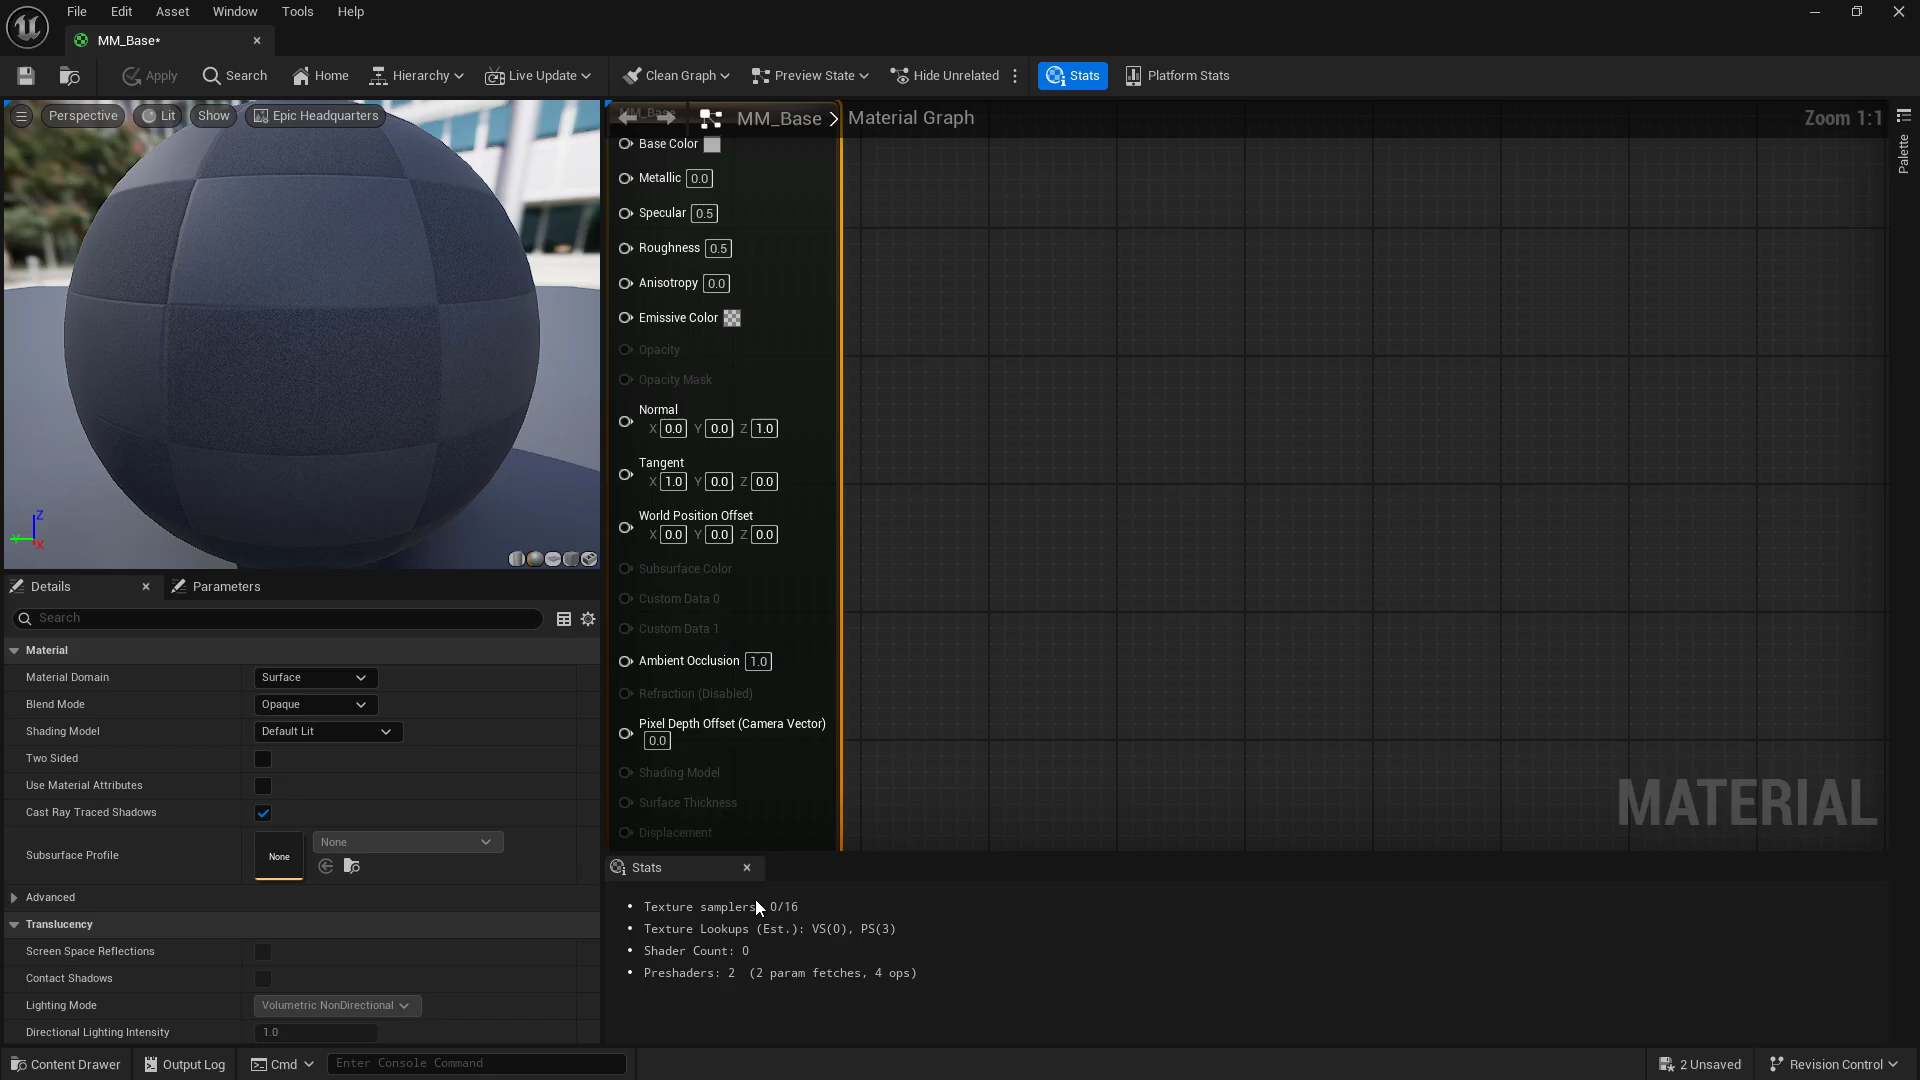 File Edit Asset Window Tools Help
MM_Base*
Apply Search Home Hierarchy Live Update Clean Graph Preview State Hide Unrelated Stats Platform Stats
Perspective Lit Show Epic Headquarters
MM_Base
MM_Base Material Graph Zoom 1:1
Palette
Base Color
Metallic 0.0
Specular 0.5
Roughness 0.5
Anisotropy 0.0
Emissive Color
Opacity
Opacity Mask
Normal
X 0.0 Y 0.0 Z 1.0
Tangent
X 1.0 Y 0.0 Z 0.0
World Position Offset
X 0.0 Y 0.0 Z 0.0
Subsurface Color
Custom Data 0
Custom Data 1
Ambient Occlusion 1.0
Refraction (Disabled)
Pixel Depth Offset (Camera Vector)
0.0
Shading Model
Surface Thickness
Displacement
MATERIAL
Z
Y
X
Details Parameters
Search
Material
Material Domain Surface
Blend Mode Opaque
Shading Model Default Lit
Two Sided
Use Material Attributes
Cast Ray Traced Shadows
Subsurface Profile None None
Advanced
Translucency
Screen Space Reflections
Contact Shadows
Lighting Mode Volumetric NonDirectional
Directional Lighting Intensity 1.0
Stats
• Texture samplers: 0/16
• Texture Lookups (Est.): VS(0), PS(3)
• Shader Count: 0
• Preshaders: 2 (2 param fetches, 4 ops)
Content Drawer Output Log Cmd Enter Console Command 2 Unsaved Revision Control